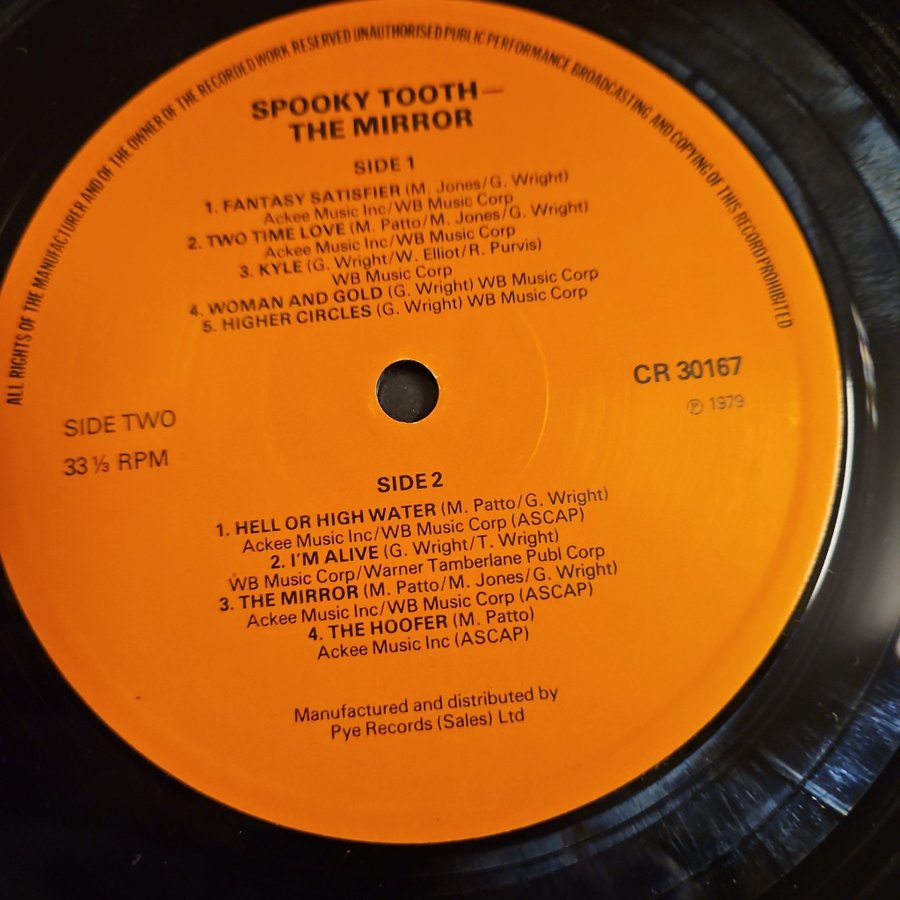 ALL RIGHTS OF THE MANUFACTURER AND OF THE OWNER OF THE RECORDED WORK RESERVED UNAUTHORISED PUBLIC PERFORMANCE BROADCASTING AND COPYING OF THIS RECORD PROHIBITED
SPOOKY TOOTH—
THE MIRROR
SIDE 1
1. FANTASY SATISFIER (M. Jones/G. Wright)
Ackee Music Inc/WB Music Corp
2. TWO TIME LOVE (M. Patto/M. Jones/G. Wright)
Ackee Music Inc/WB Music Corp
3. KYLE (G. Wright/W. Elliot/R. Purvis)
WB Music Corp
4. WOMAN AND GOLD (G. Wright) WB Music Corp
5. HIGHER CIRCLES (G. Wright) WB Music Corp
CR 30167
℗ 1979
SIDE TWO
33⅓ RPM
SIDE 2
1. HELL OR HIGH WATER (M. Patto/G. Wright)
Ackee Music Inc/WB Music Corp (ASCAP)
2. I'M ALIVE (G. Wright/T. Wright)
WB Music Corp/Warner Tamberlane Publ Corp
3. THE MIRROR (M. Patto/M. Jones/G. Wright)
Ackee Music Inc/WB Music Corp (ASCAP)
4. THE HOOFER (M. Patto)
Ackee Music Inc (ASCAP)
Manufactured and distributed by
Pye Records (Sales) Ltd